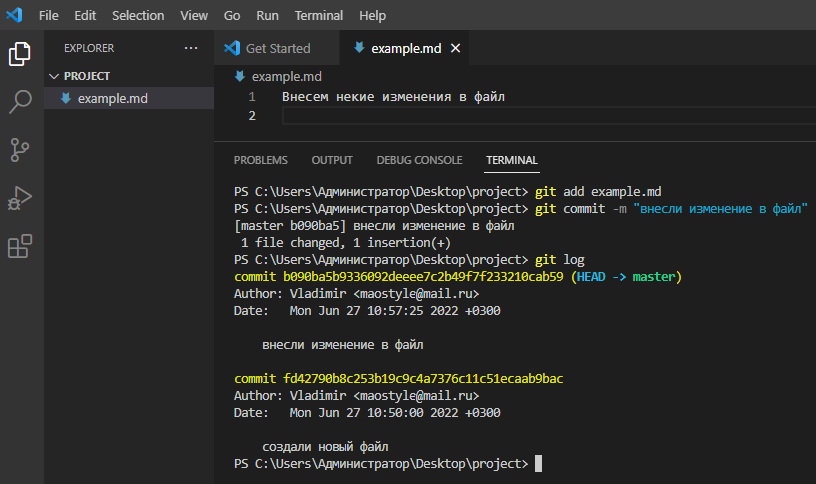 File Edit Selection View Go Run Terminal Help
EXPLORER ···
Get Started
example.md ×
PROJECT
example.md
example.md
1 Внесем некие изменения в файл
2
PROBLEMS OUTPUT DEBUG CONSOLE TERMINAL
PS C:\Users\Администратор\Desktop\project> git add example.md
PS C:\Users\Администратор\Desktop\project> git commit -m "внесли изменение в файл"
[master b090ba5] внесли изменение в файл
1 file changed, 1 insertion(+)
PS C:\Users\Администратор\Desktop\project> git log
commit b090ba5b9336092deeee7c2b49f7f233210cab59 (HEAD -> master)
Author: Vladimir <maostyle@mail.ru>
Date:   Mon Jun 27 10:57:25 2022 +0300
внесли изменение в файл
commit fd42790b8c253b19c9c4a7376c11c51ecaab9bac
Author: Vladimir <maostyle@mail.ru>
Date:   Mon Jun 27 10:50:00 2022 +0300
создали новый файл
PS C:\Users\Администратор\Desktop\project>